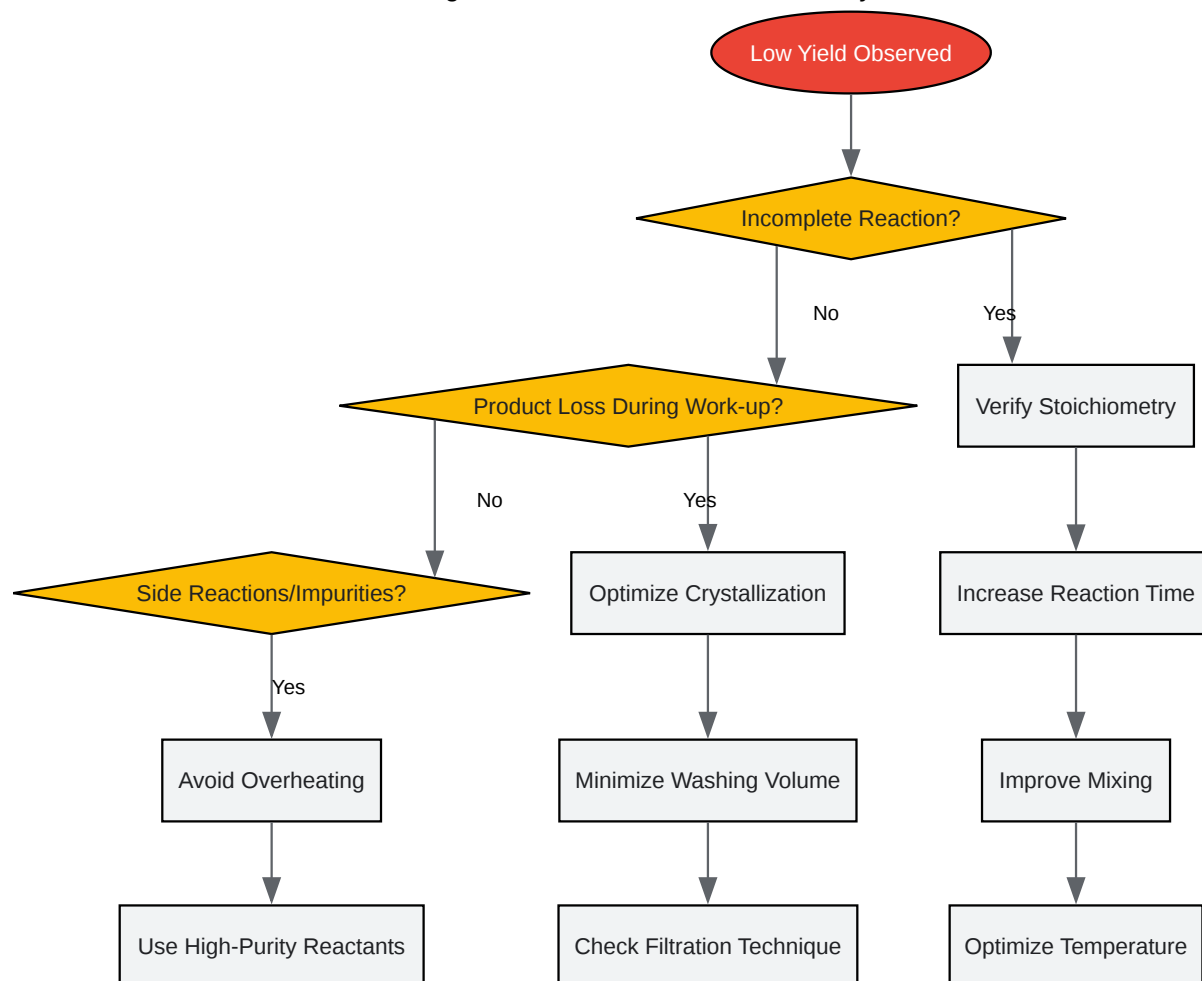 Low Yield Observed
Incomplete Reaction?
No
Yes
Product Loss During Work-up?
Verify Stoichiometry
No
Yes
Side Reactions/Impurities?
Optimize Crystallization
Increase Reaction Time
Yes
Avoid Overheating
Minimize Washing Volume
Improve Mixing
Use High-Purity Reactants
Check Filtration Technique
Optimize Temperature